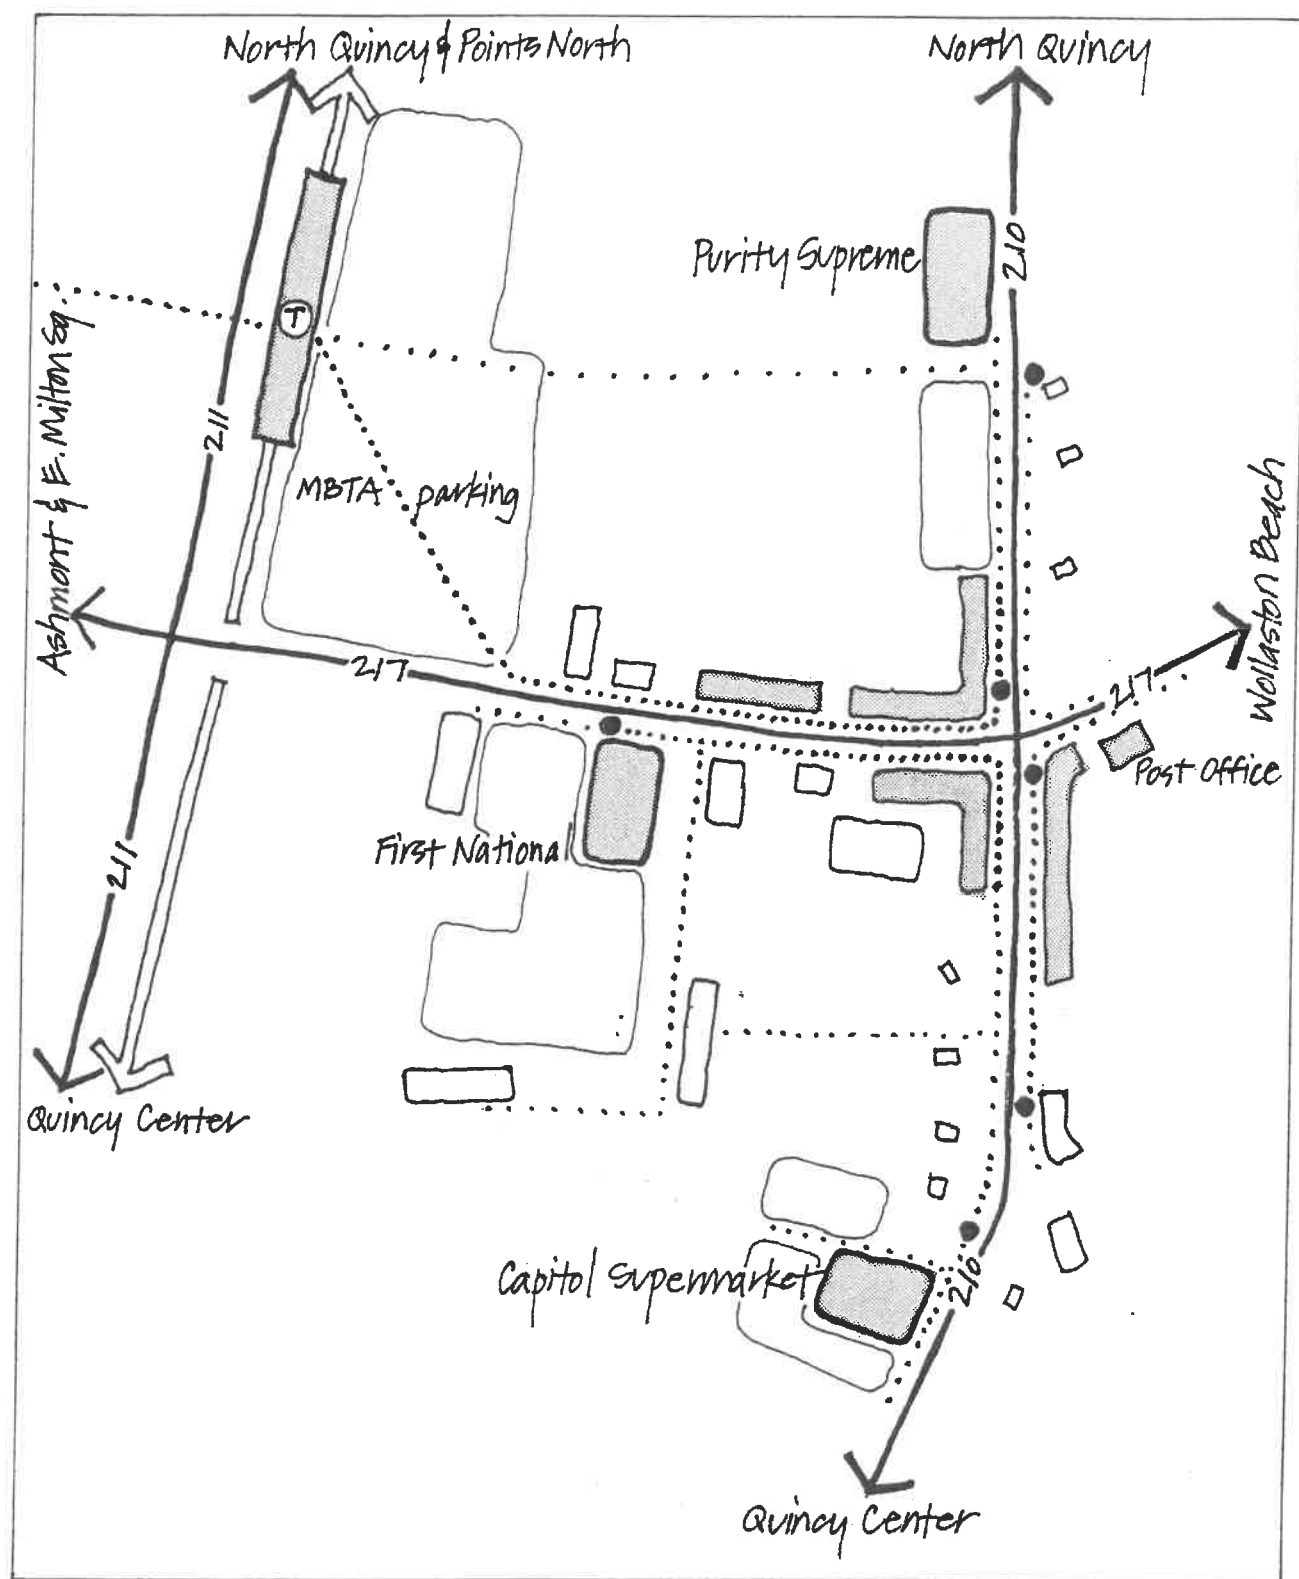 North Quincy & Points North
North Quincy
210
Purity Supreme
T
Ashmont & E. Milton Sq.
211
MBTA parking
Wollaston Beach
217
217
Post Office
First National
211
Quincy Center
Capitol Supermarket
210
Quincy Center